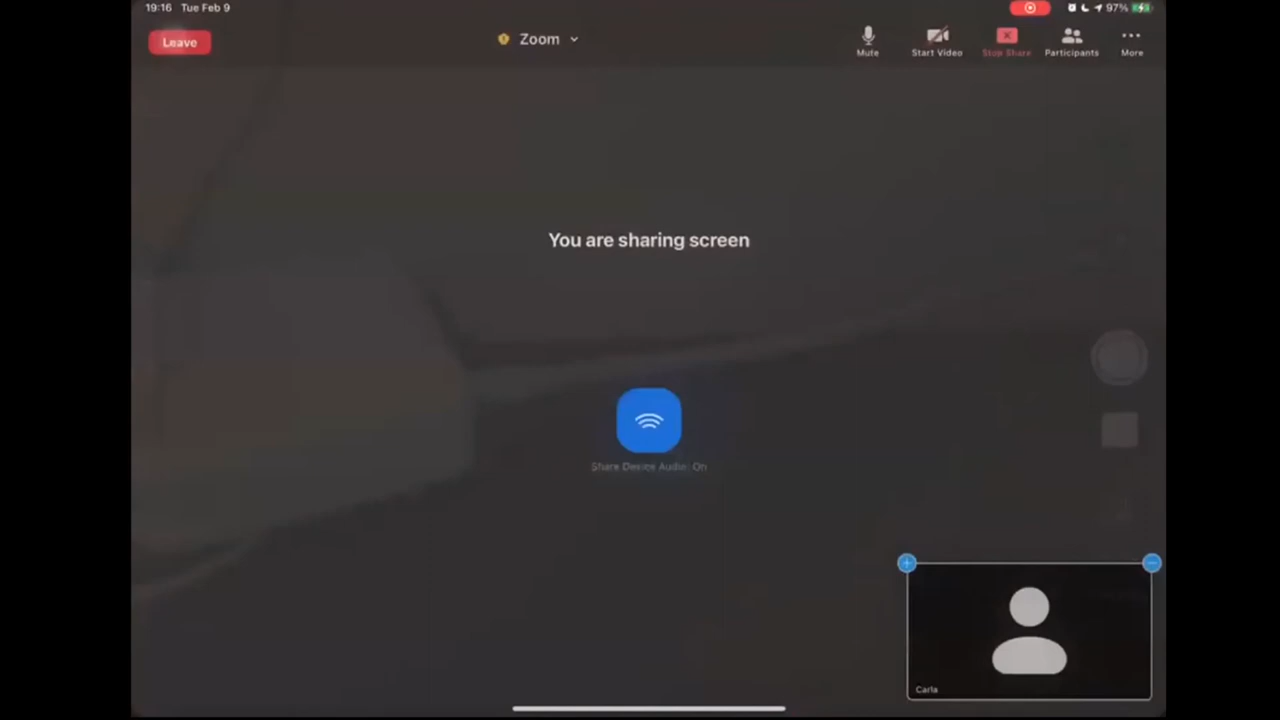 19:16 Tue Feb 9
97%
Leave
Zoom
Mute
Start Video
Stop Share
Participants
More
You are sharing screen
Share Device Audio: On
Carla